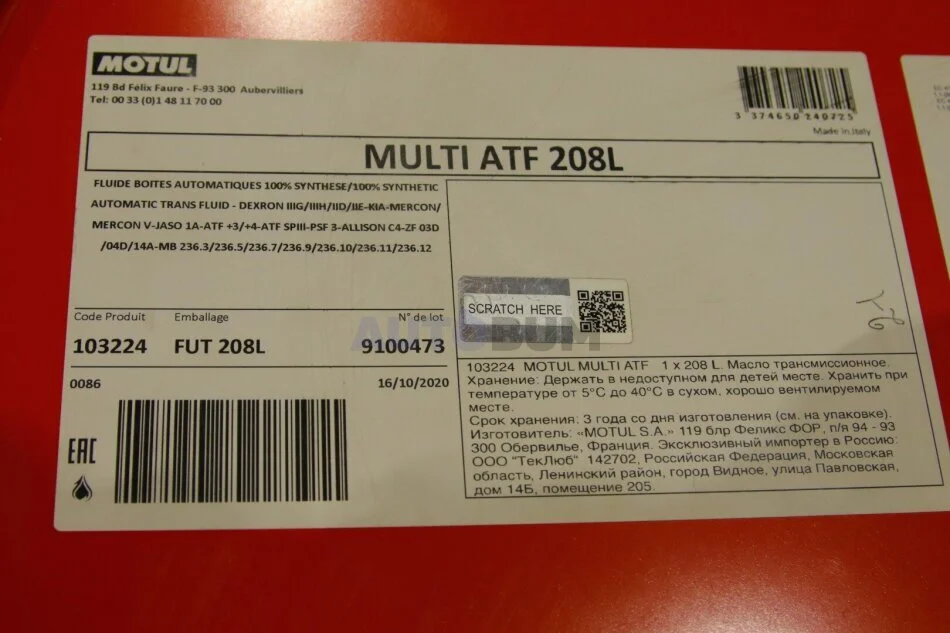 MOTUL
119 Bd Félix Faure - F-93 300 Aubervilliers
Tel: 00 33 (0)1 48 11 70 00
3 374650 240725
Made in Italy
MULTI ATF 208L
FLUIDE BOITES AUTOMATIQUES 100% SYNTHESE/100% SYNTHETIC
AUTOMATIC TRANS FLUID - DEXRON IIIG/IIIH/IID/IIE-KIA-MERCON/
MERCON V-JASO 1A-ATF +3/+4-ATF SPIII-PSF 3-ALLISON C4-ZF 03D
/04D/14A-MB 236.3/236.5/236.7/236.9/236.10/236.11/236.12
SCRATCH HERE
Code Produit Emballage N° de lot
103224 FUT 208L 9100473
AUTOBUM
0086 16/10/2020
EAC
103224 MOTUL MULTI ATF 1 x 208 L. Масло трансмиссионное.
Хранение: Держать в недоступном для детей месте. Хранить при
температуре от 5°C до 40°C в сухом, хорошо вентилируемом
месте.
Срок хранения: 3 года со дня изготовления (см. на упаковке).
Изготовитель: «MOTUL S.A.» 119 блр Феликс ФОР, п/я 94 - 93
300 Обервилье, Франция. Эксклюзивный импортер в Россию:
ООО "ТекЛюб" 142702, Российская Федерация, Московская
область, Ленинский район, город Видное, улица Павловская,
дом 14Б, помещение 205.